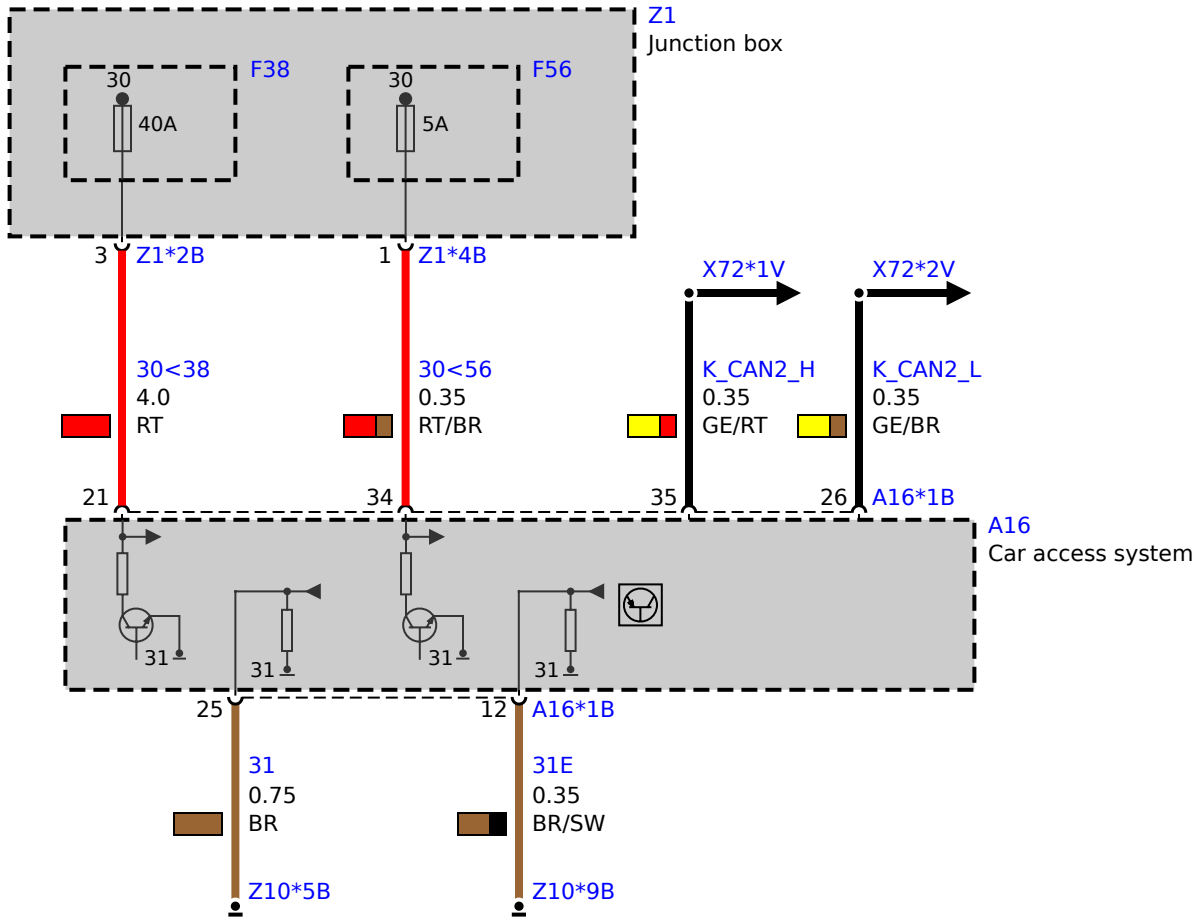 Z1
Junction box
F38
F56
30
30
40A
5A
3
Z1*2B
1
Z1*4B
X72*1V
X72*2V
30<38
4.0
RT
30<56
0.35
RT/BR
K_CAN2_H
0.35
GE/RT
K_CAN2_L
0.35
GE/BR
21
34
35
26
A16*1B
A16
Car access system
31
31
31
31
25
12
A16*1B
31
0.75
BR
31E
0.35
BR/SW
Z10*5B
Z10*9B